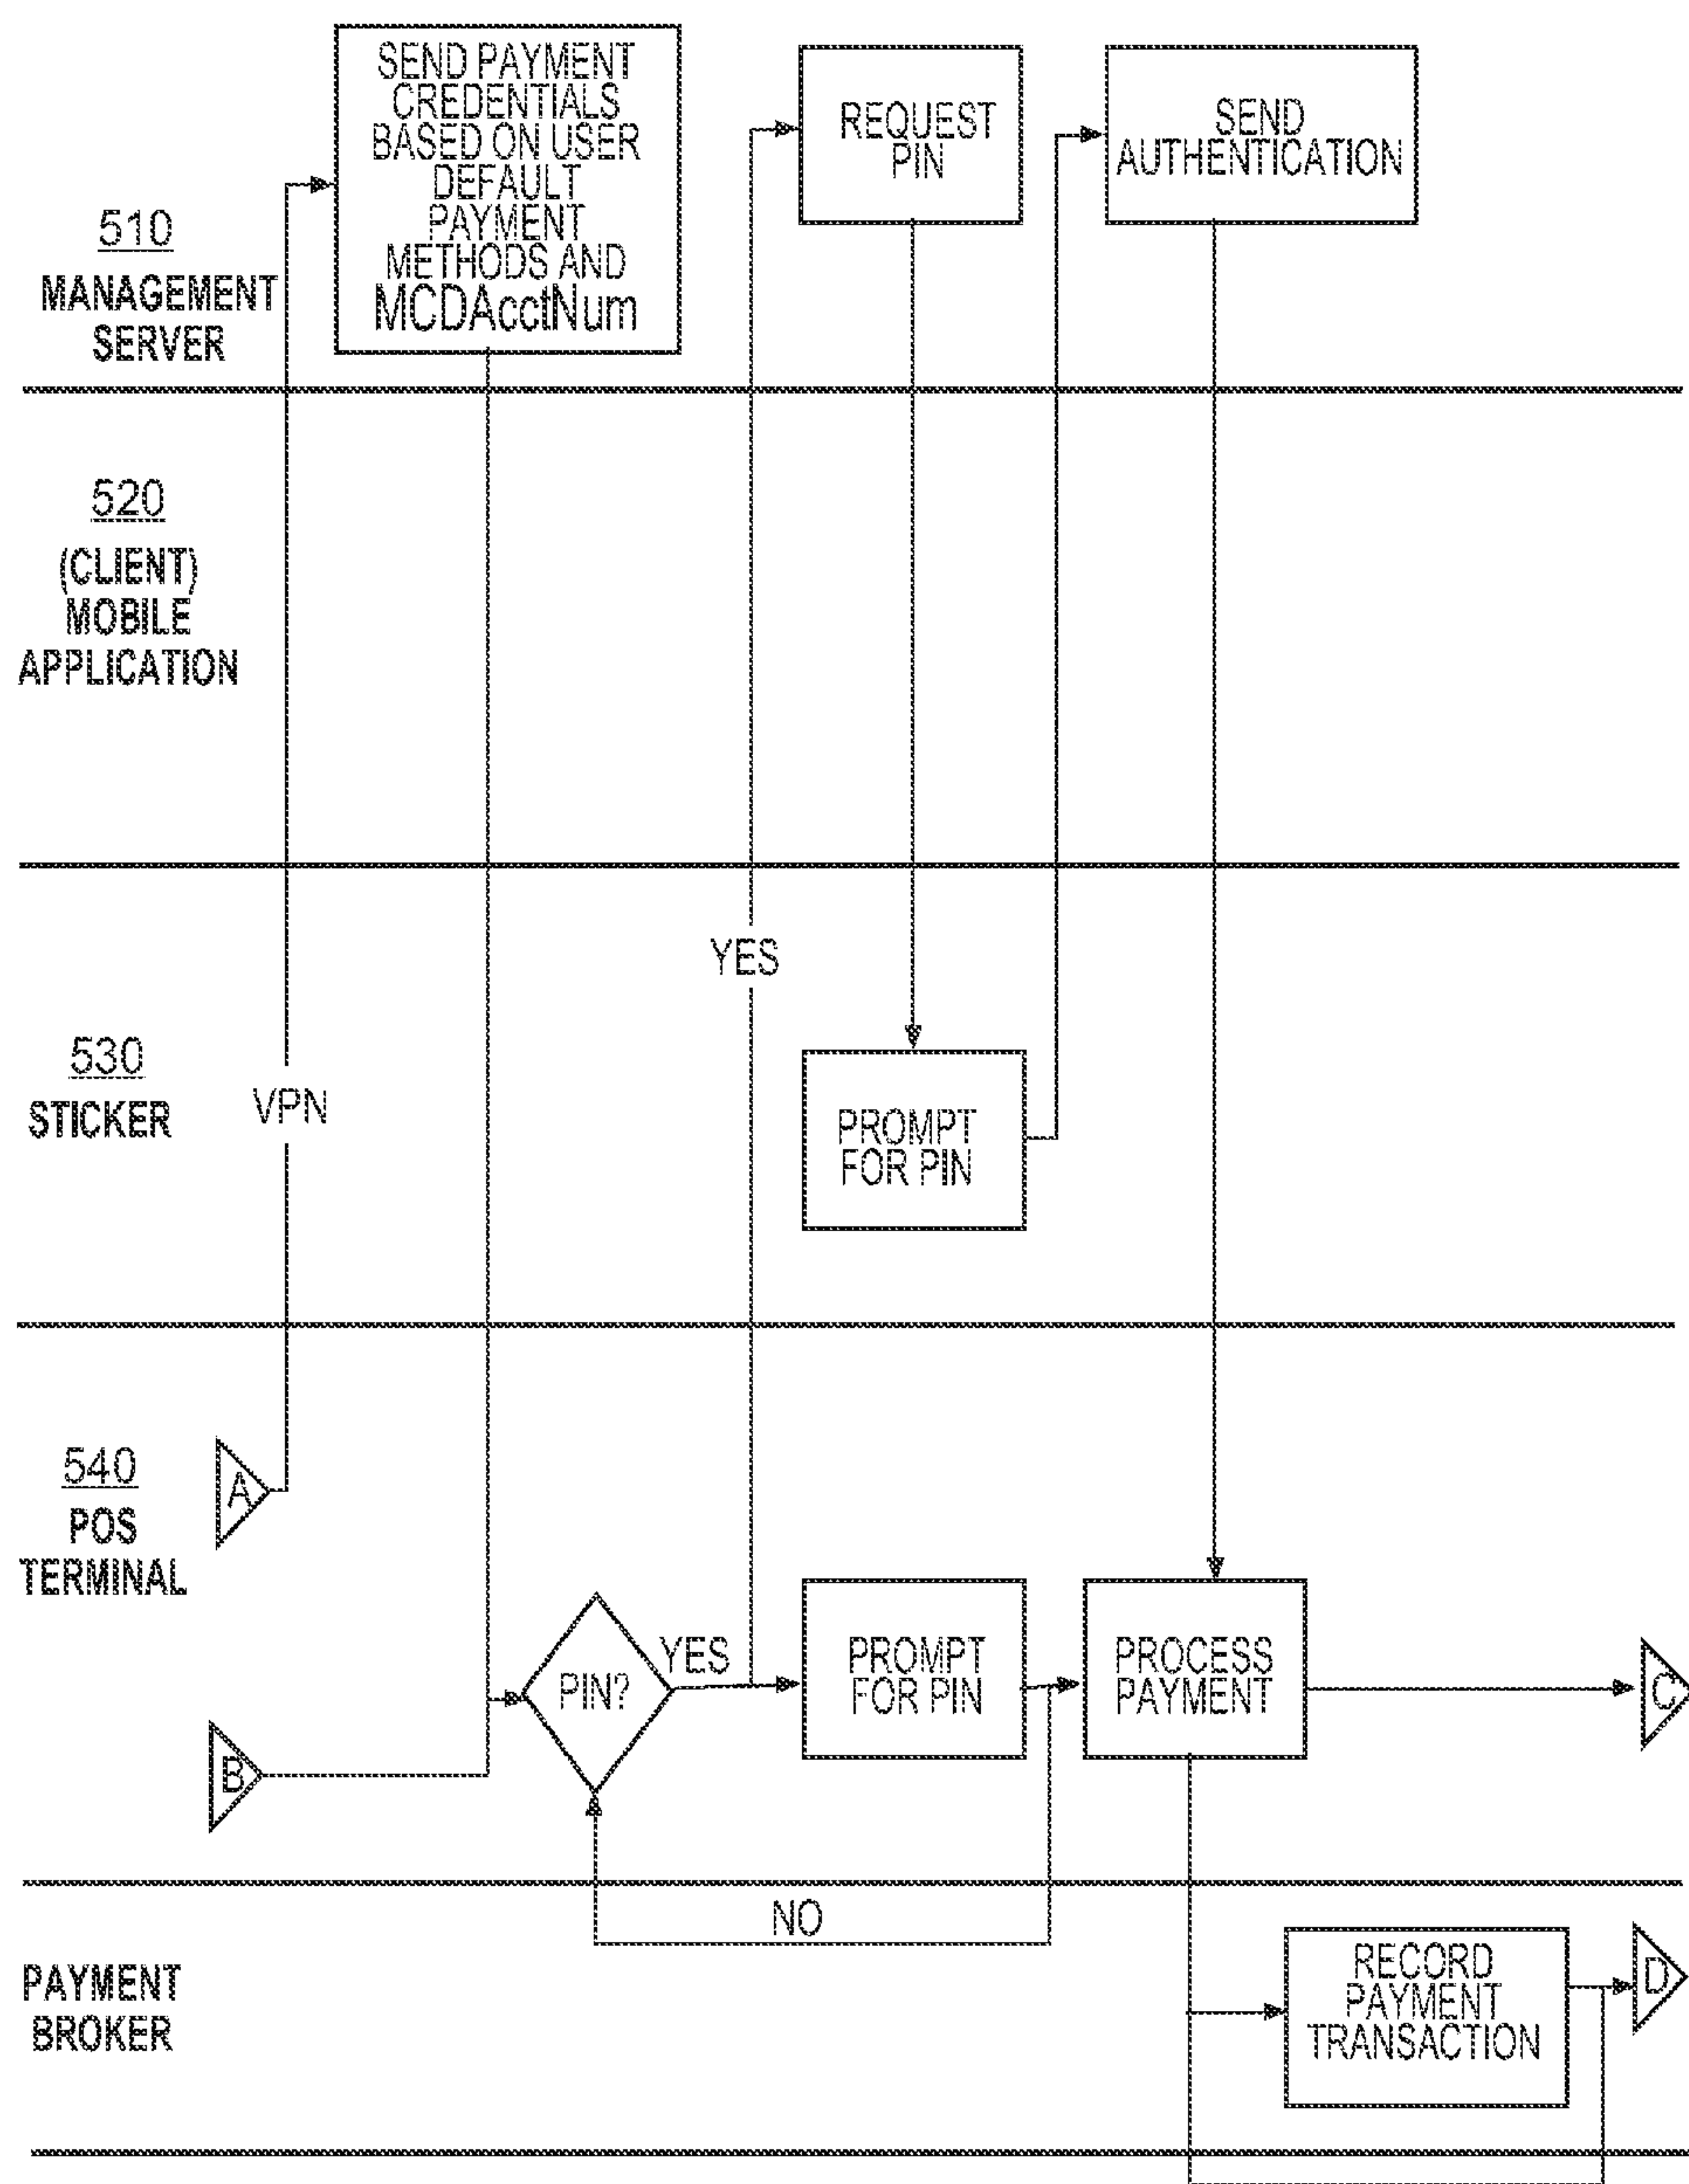 SEND PAYMENT
CREDENTIALS
BASED ON USER
DEFAULT
PAYMENT
METHODS AND
MCDAcctNum
REQUEST
PIN
SEND
AUTHENTICATION
510
MANAGEMENT
SERVER
520
(CLIENT)
MOBILE
APPLICATION
YES
530
STICKER
VPN
PROMPT
FOR PIN
540
POS
TERMINAL
A
B
PIN?
YES
PROMPT
FOR PIN
PROCESS
PAYMENT
C
NO
PAYMENT
BROKER
RECORD
PAYMENT
TRANSACTION
D